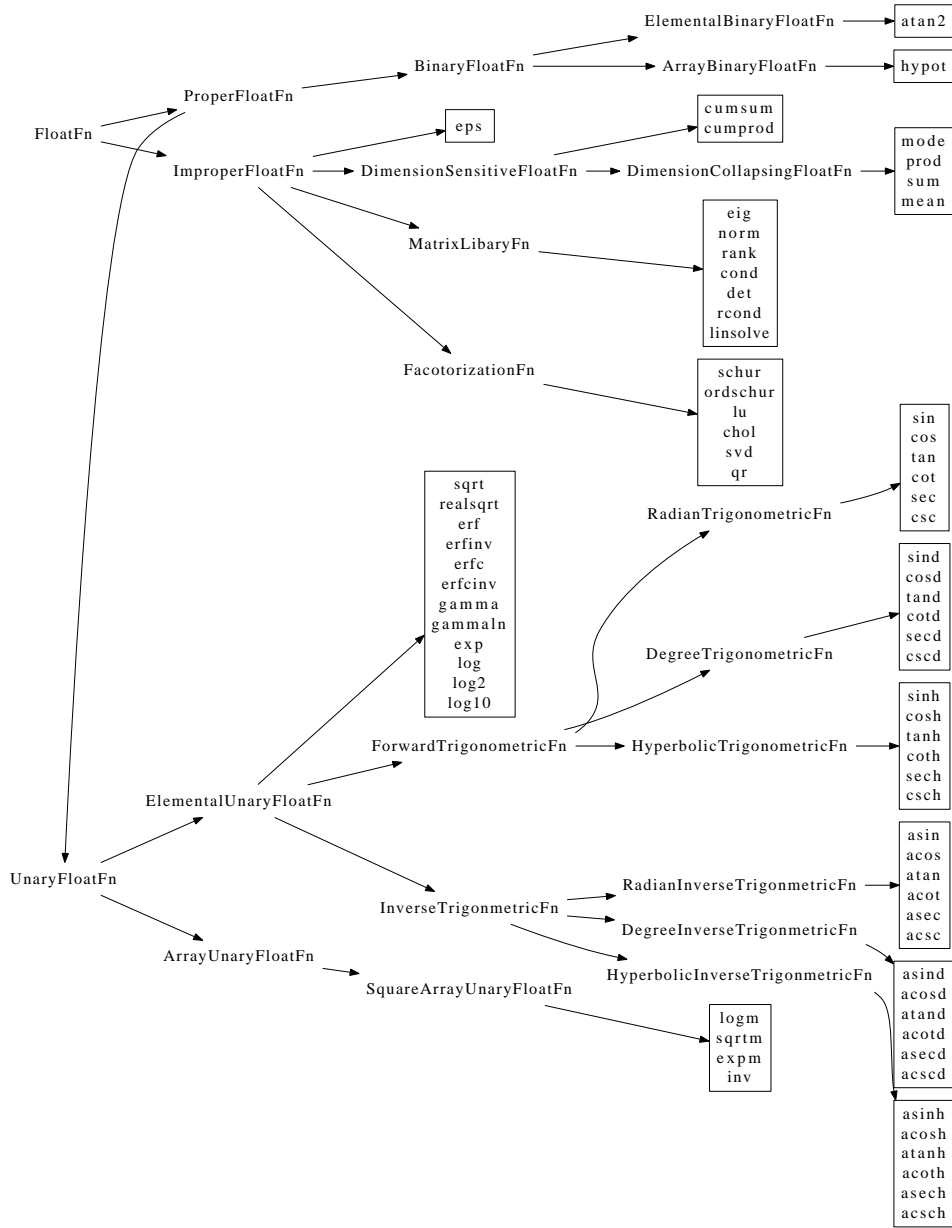 ElementalBinaryFloatFn
atan2
BinaryFloatFn
ArrayBinaryFloatFn
hypot
ProperFloatFn
FloatFn
eps
cumsum
cumprod
ImproperFloatFn
DimensionSensitiveFloatFn
DimensionCollapsingFloatFn
mode
prod
sum
mean
MatrixLibaryFn
eig
norm
rank
cond
det
rcond
linsolve
FacotorizationFn
schur
ordschur
lu
chol
svd
qr
sqrt
realsqrt
erf
erfinv
erfc
erfcinv
gamma
gammaln
exp
log
log2
log10
RadianTrigonometricFn
sin
cos
tan
cot
sec
csc
DegreeTrigonometricFn
sind
cosd
tand
cotd
secd
cscd
ForwardTrigonometricFn
HyperbolicTrigonometricFn
sinh
cosh
tanh
coth
sech
csch
ElementalUnaryFloatFn
UnaryFloatFn
InverseTrigonmetricFn
RadianInverseTrigonmetricFn
asin
acos
atan
acot
asec
acsc
DegreeInverseTrigonmetricFn
ArrayUnaryFloatFn
HyperbolicInverseTrigonmetricFn
SquareArrayUnaryFloatFn
asind
acosd
atand
acotd
asecd
acscd
logm
sqrtm
expm
inv
asinh
acosh
atanh
acoth
asech
acsch